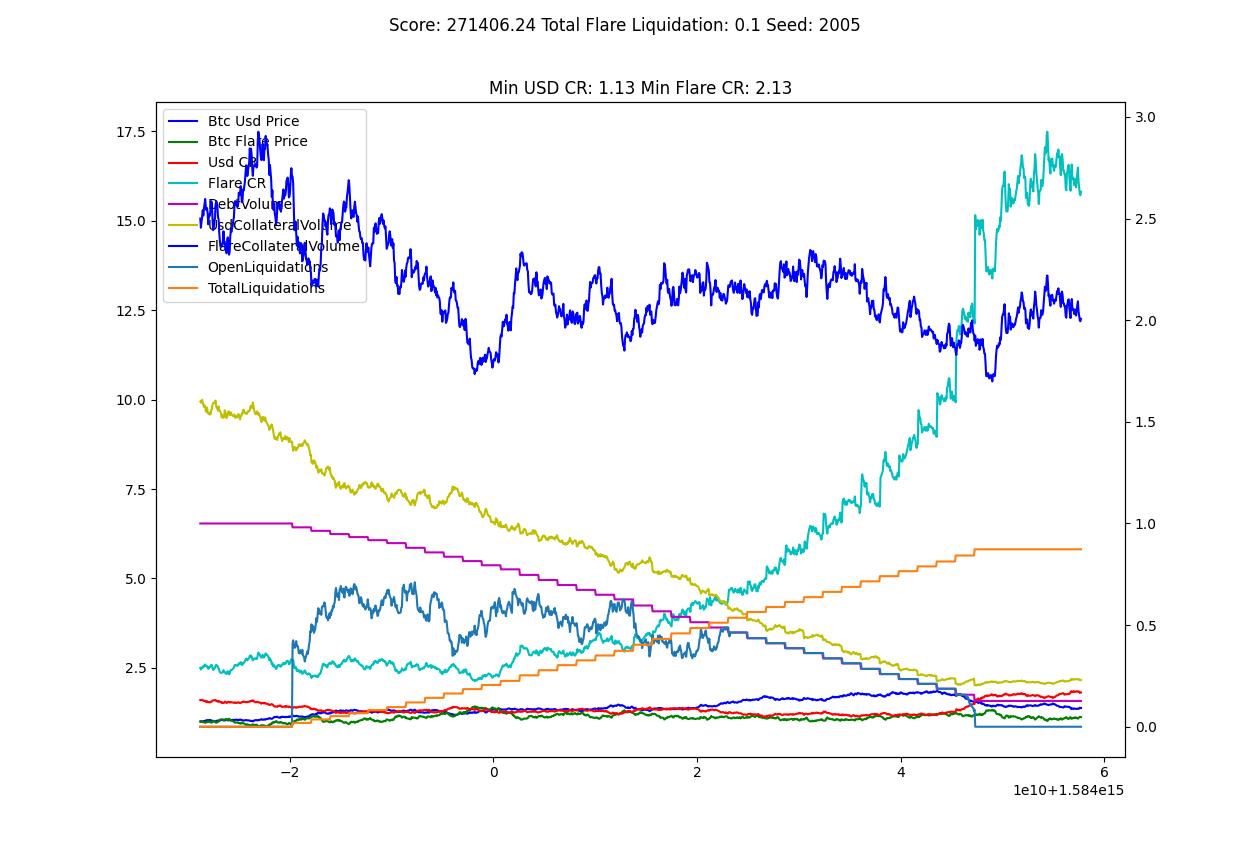 Score: 271406.24 Total Flare Liquidation: 0.1 Seed: 2005
Min USD CR: 1.13 Min Flare CR: 2.13
Btc Usd Price
Btc Flare Price
Usd CR
Flare CR
DebtVolume
UsdCollateralVolume
FlareCollateralVolume
OpenLiquidations
TotalLiquidations
17.5
15.0
12.5
10.0
7.5
5.0
2.5
3.0
2.5
2.0
1.5
1.0
0.5
0.0
−2 0 2 4 6
1e10+1.584e15